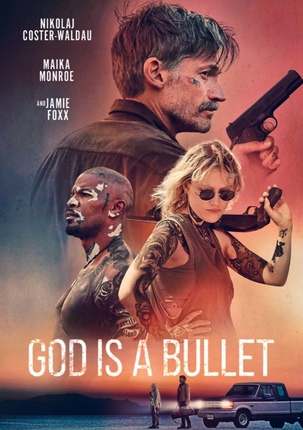 NIKOLAJ
COSTER-WALDAU
MAIKA
MONROE
AND JAMIE
FOXX
GOD IS A BULLET